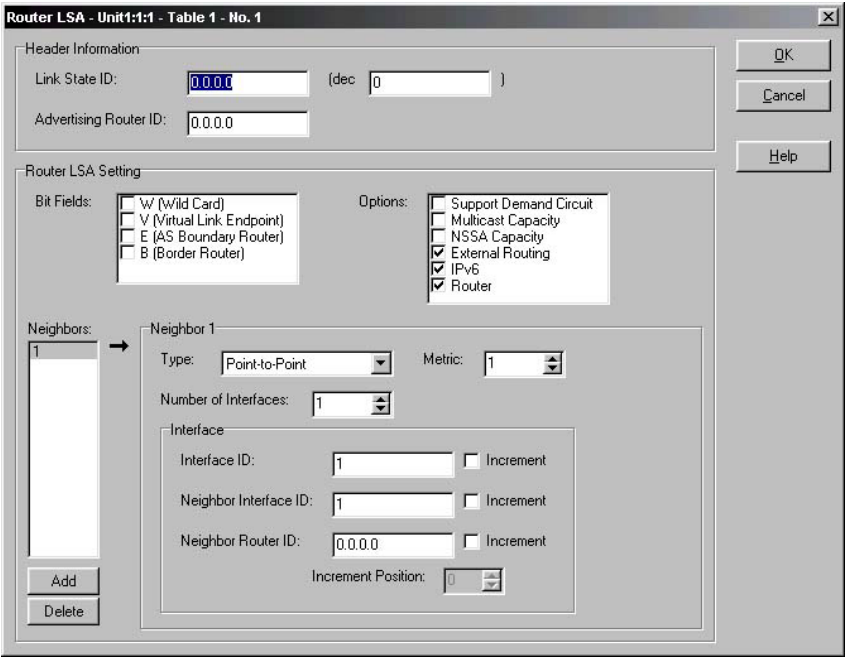 Router LSA - Unit1:1:1 - Table 1 - No. 1
Header Information
Link State ID: 0.0.0.0 (dec 0 )
Advertising Router ID: 0.0.0.0
OK
Cancel
Help
Router LSA Setting
Bit Fields:
W (Wild Card)
V (Virtual Link Endpoint)
E (AS Boundary Router)
B (Border Router)
Options:
Support Demand Circuit
Multicast Capacity
NSSA Capacity
External Routing
IPv6
Router
Neighbors:
1
Add
Delete
Neighbor 1
Type: Point-to-Point Metric: 1
Number of Interfaces: 1
Interface
Interface ID: 1 Increment
Neighbor Interface ID: 1 Increment
Neighbor Router ID: 0.0.0.0 Increment
Increment Position: 0